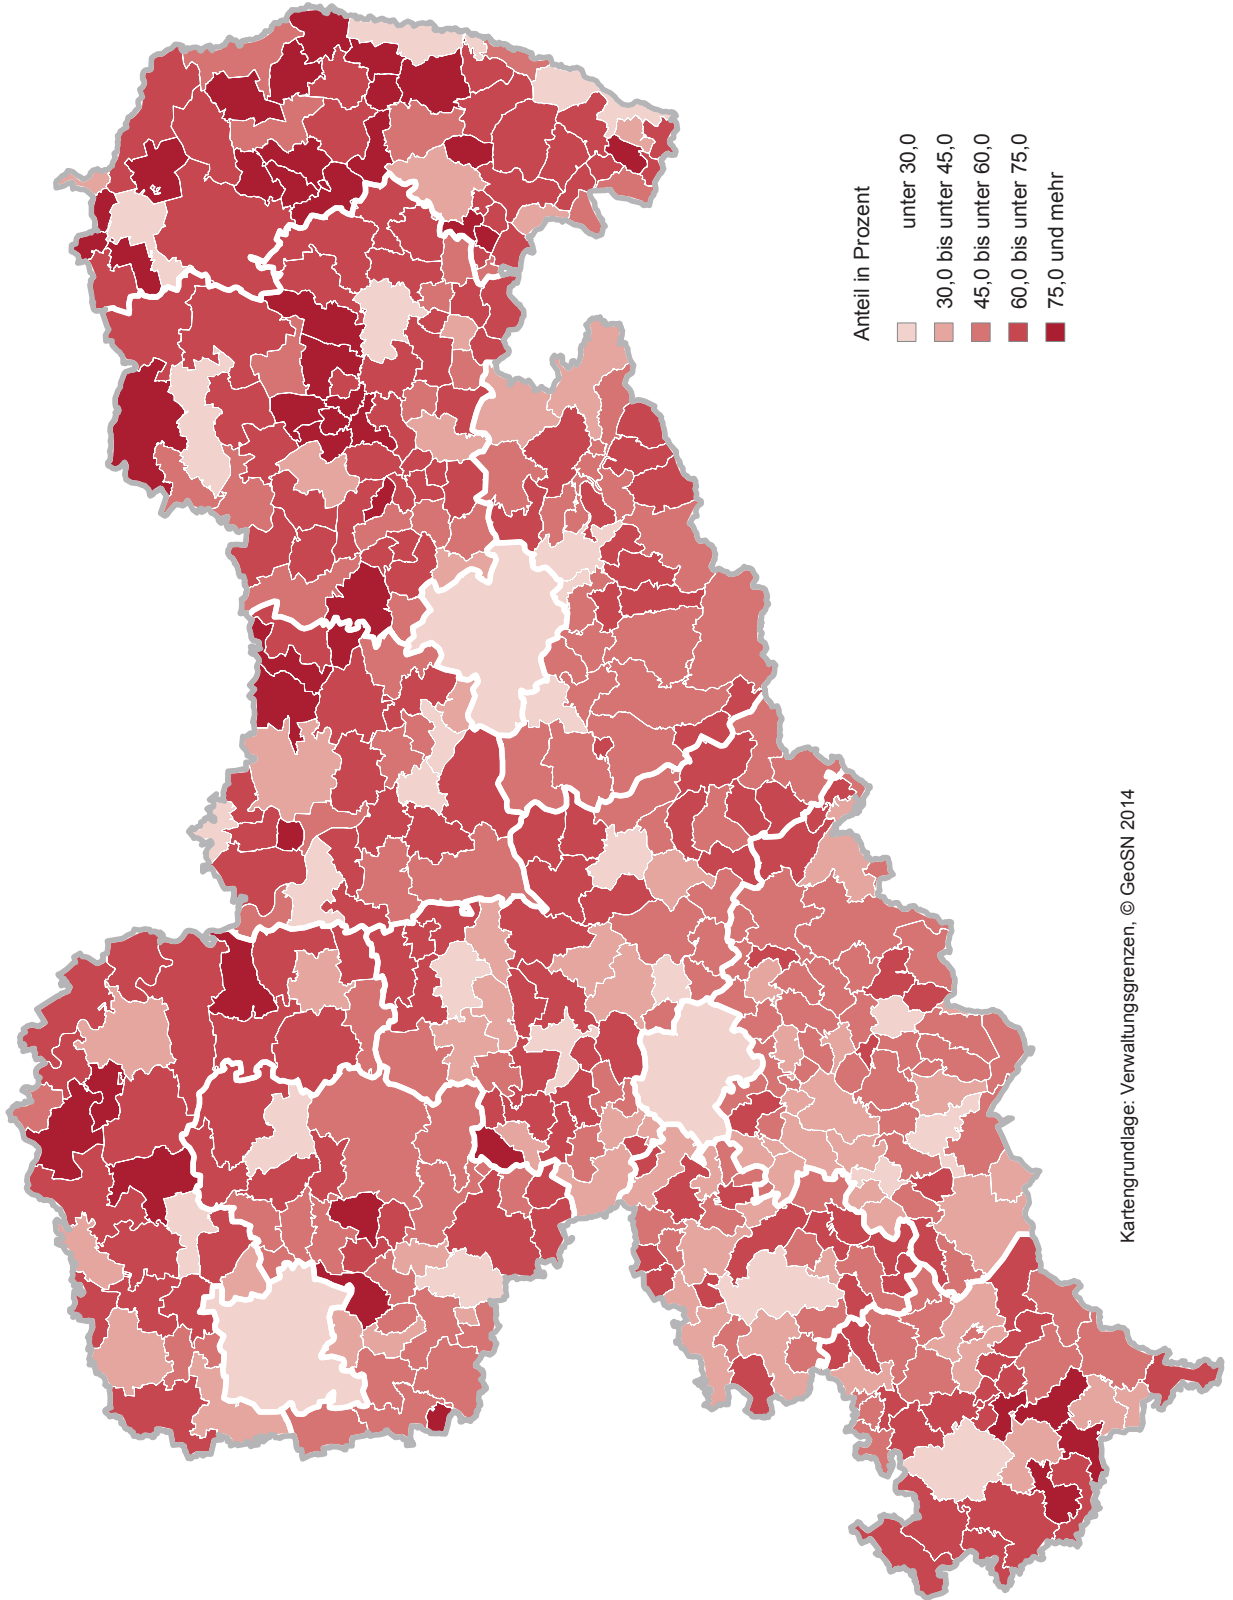 Anteil in Prozent
unter 30,0
30,0 bis unter 45,0
45,0 bis unter 60,0
60,0 bis unter 75,0
75,0 und mehr
Kartengrundlage: Verwaltungsgrenzen, © GeoSN 2014